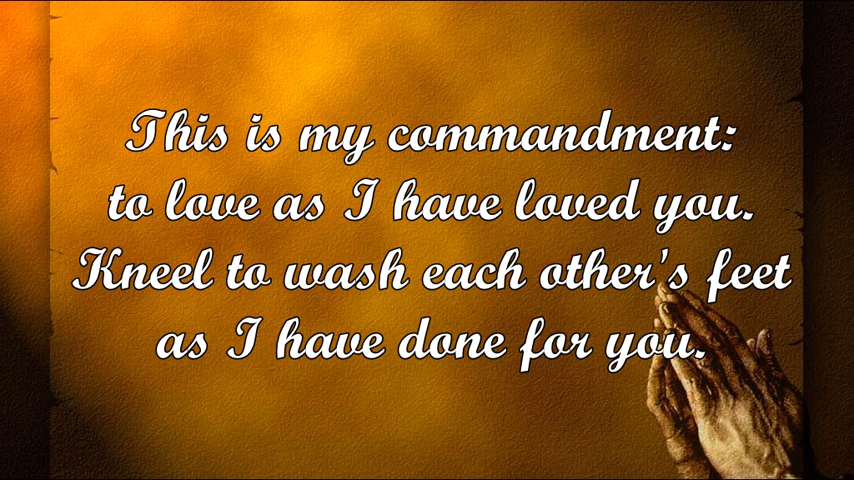 This is my commandment:
to love as I have loved you.
Kneel to wash each other's feet
as I have done for you.